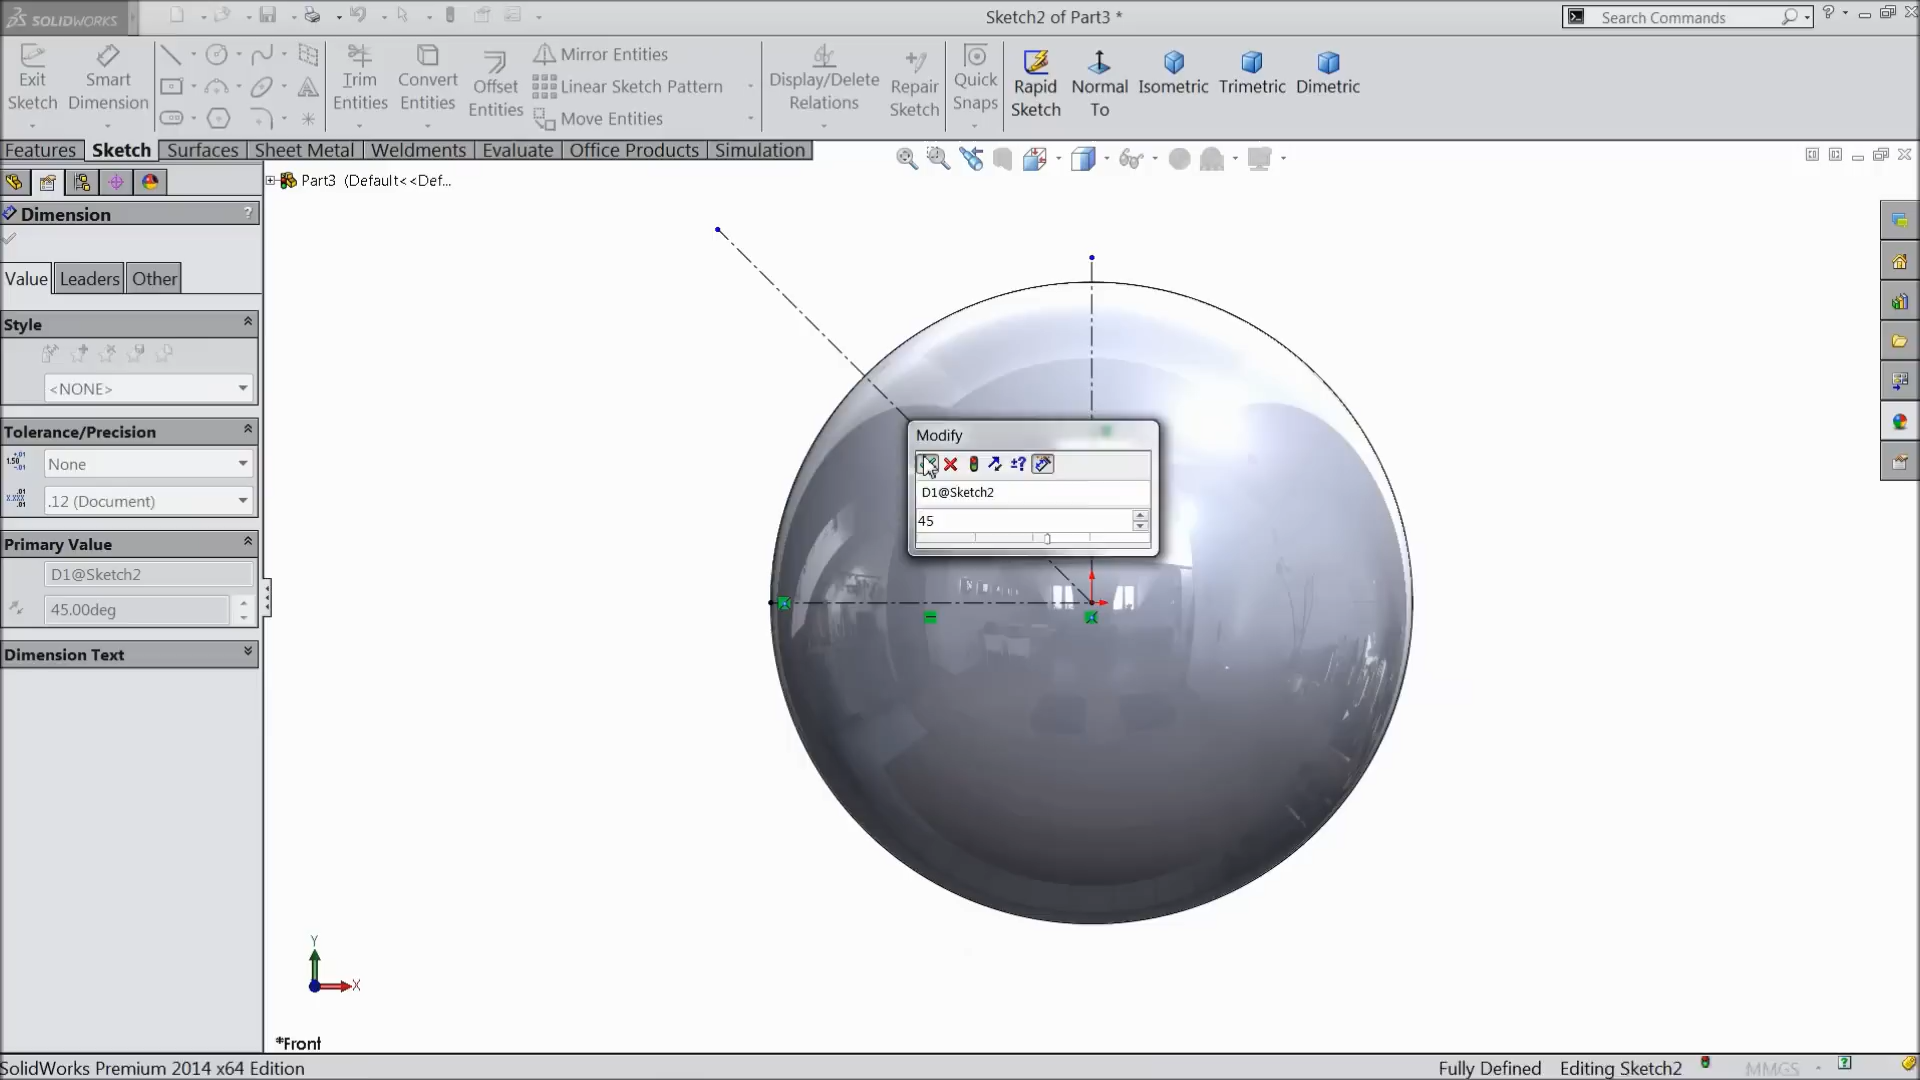 SOLIDWORKS
Sketch2 of Part3 *
Search Commands
Exit Sketch
Smart Dimension
Trim Entities
Convert Entities
Offset Entities
Mirror Entities
Linear Sketch Pattern
Move Entities
Display/Delete Relations
Repair Sketch
Quick Snaps
Rapid Sketch
Normal To
Isometric
Trimetric
Dimetric
Features Sketch Surfaces Sheet Metal Weldments Evaluate Office Products Simulation
Part3 (Default<<Def...
Dimension ?
Value Leaders Other
Style
<NONE>
Tolerance/Precision
None
.12 (Document)
Primary Value
D1@Sketch2
45.00deg
Dimension Text
Modify
D1@Sketch2
45
Y
X
*Front
SolidWorks Premium 2014 x64 Edition
Fully Defined Editing Sketch2 MMGS